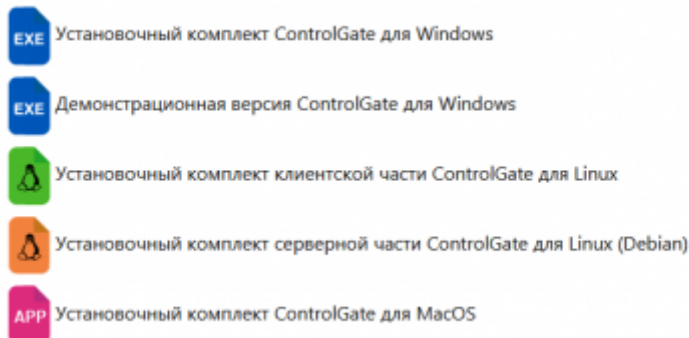 EXE Установочный комплект ControlGate для Windows
EXE Демонстрационная версия ControlGate для Windows
Установочный комплект клиентской части ControlGate для Linux
Установочный комплект серверной части ControlGate для Linux (Debian)
APP Установочный комплект ControlGate для MacOS